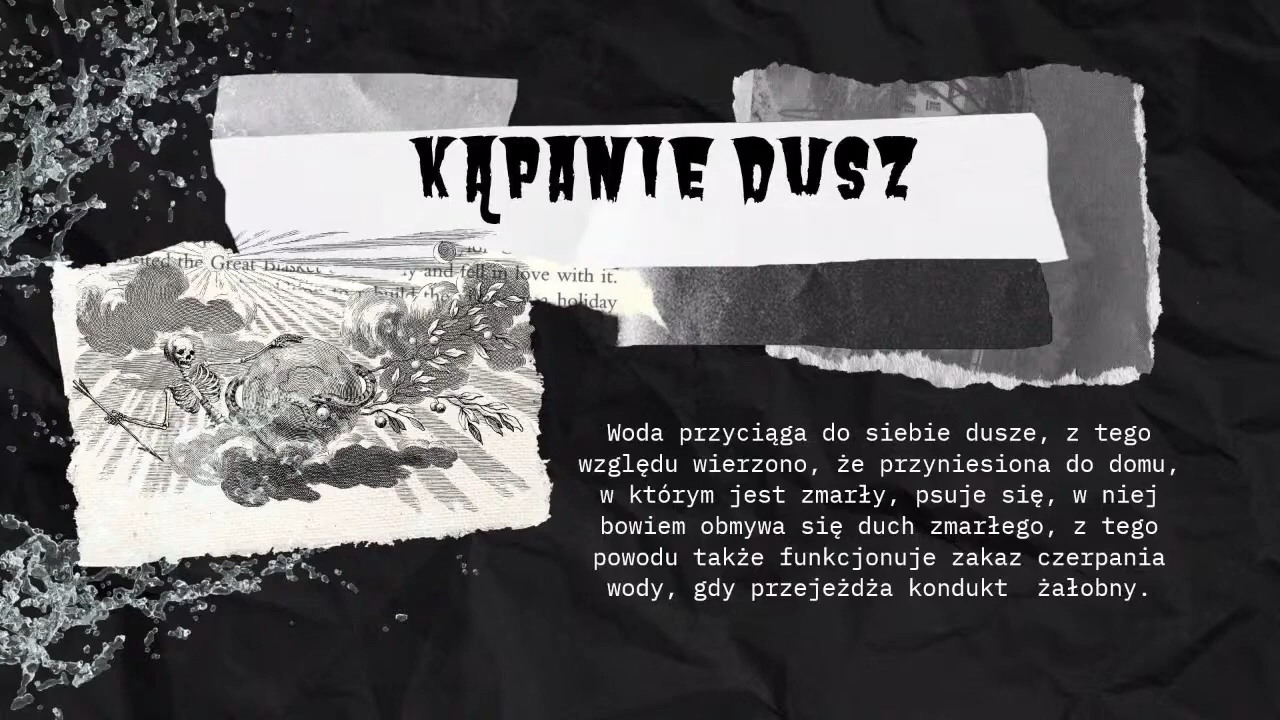 KĄPANIE DUSZ
the Great
and fell in love with it.
holiday
Woda przyciąga do siebie dusze, z tego
względu wierzono, że przyniesiona do domu,
w którym jest zmarły, psuje się, w niej
bowiem obmywa się duch zmarłego, z tego
powodu także funkcjonuje zakaz czerpania
wody, gdy przejeżdża kondukt  żałobny.